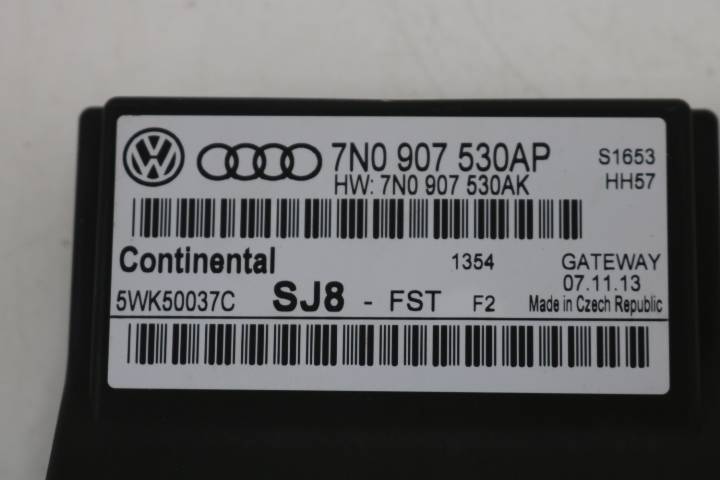 7N0 907 530AP S1653
HW: 7N0 907 530AK HH57
Continental 1354 GATEWAY
07.11.13
5WK50037C SJ8 - FST F2 Made in Czech Republic